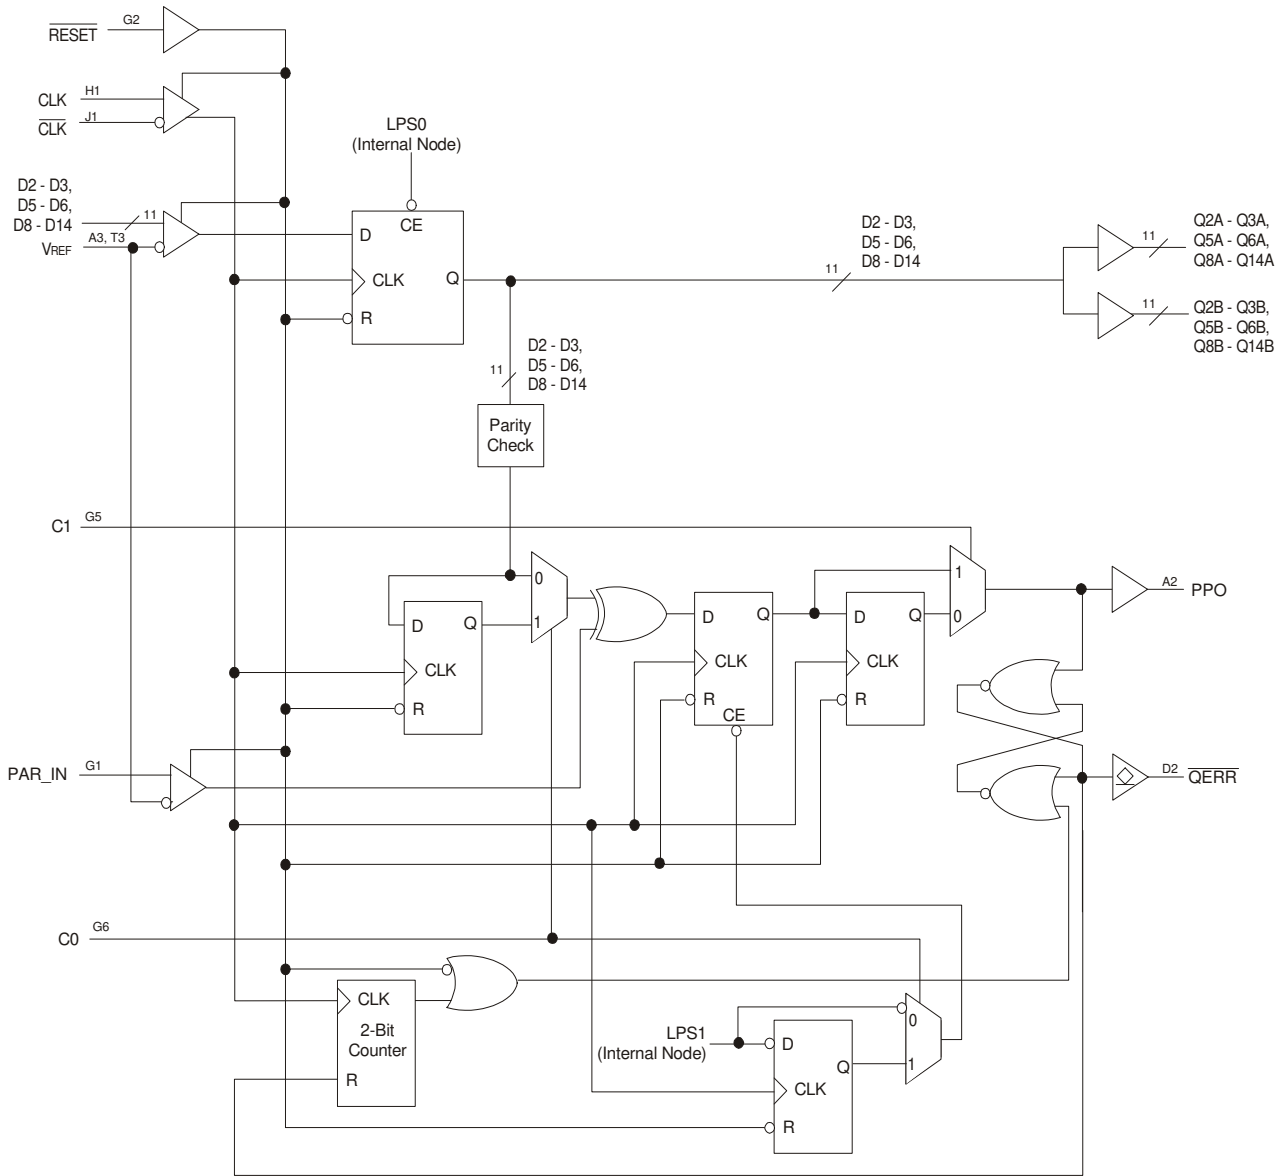 RESET
G2
CLK
H1
CLK
J1
LPS0
(Internal Node)
D2 - D3,
D5 - D6,
D8 - D14
11
VREF
A3, T3
CE
D
CLK
Q
R
D2 - D3,
D5 - D6,
D8 - D14
11
11
Q2A - Q3A,
Q5A - Q6A,
Q8A - Q14A
11
Q2B - Q3B,
Q5B - Q6B,
Q8B - Q14B
11
D2 - D3,
D5 - D6,
D8 - D14
Parity
Check
C1
G5
0
1
D
Q
CLK
R
D
Q
CLK
R
CE
D
Q
CLK
R
1
0
A2
PPO
PAR_IN
G1
D2
QERR
C0
G6
CLK
2-Bit
Counter
R
LPS1
(Internal Node)
D
Q
CLK
R
0
1